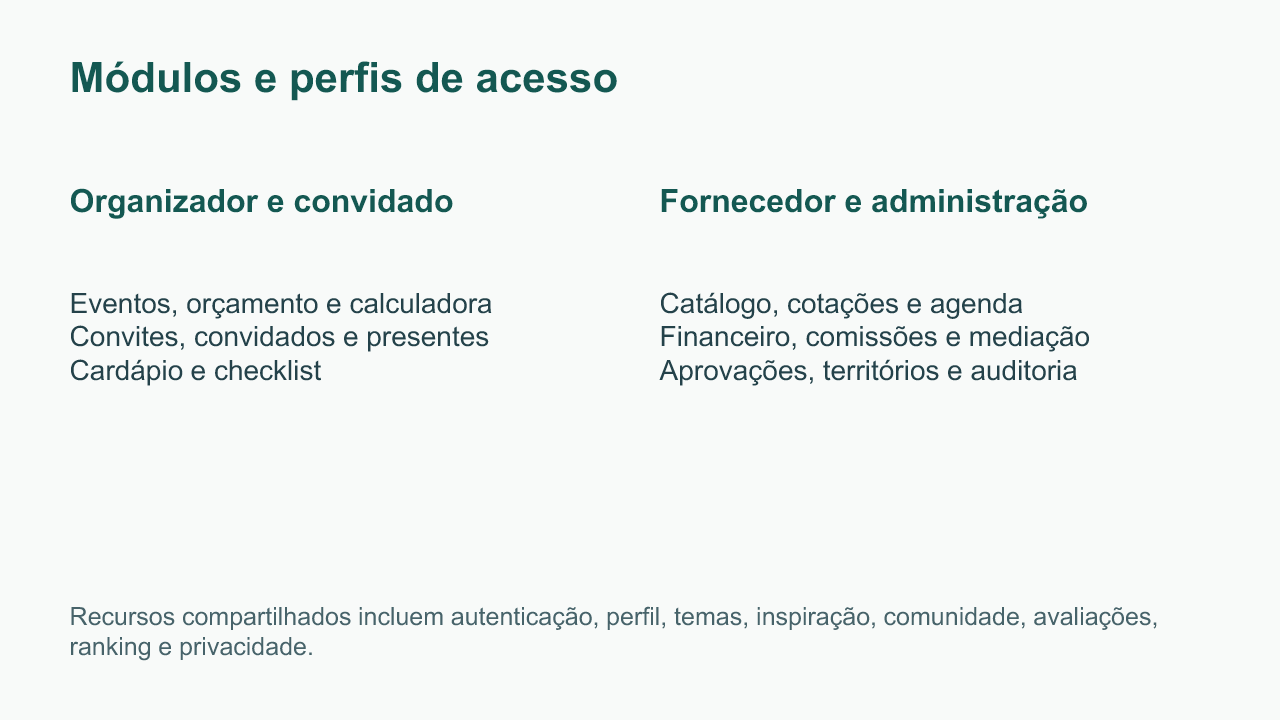 Módulos e perfis de acesso
Organizador e convidado
Eventos, orçamento e calculadora
Convites, convidados e presentes
Cardápio e checklist
Fornecedor e administração
Catálogo, cotações e agenda
Financeiro, comissões e mediação
Aprovações, territórios e auditoria
Recursos compartilhados incluem autenticação, perfil, temas, inspiração, comunidade, avaliações,
ranking e privacidade.